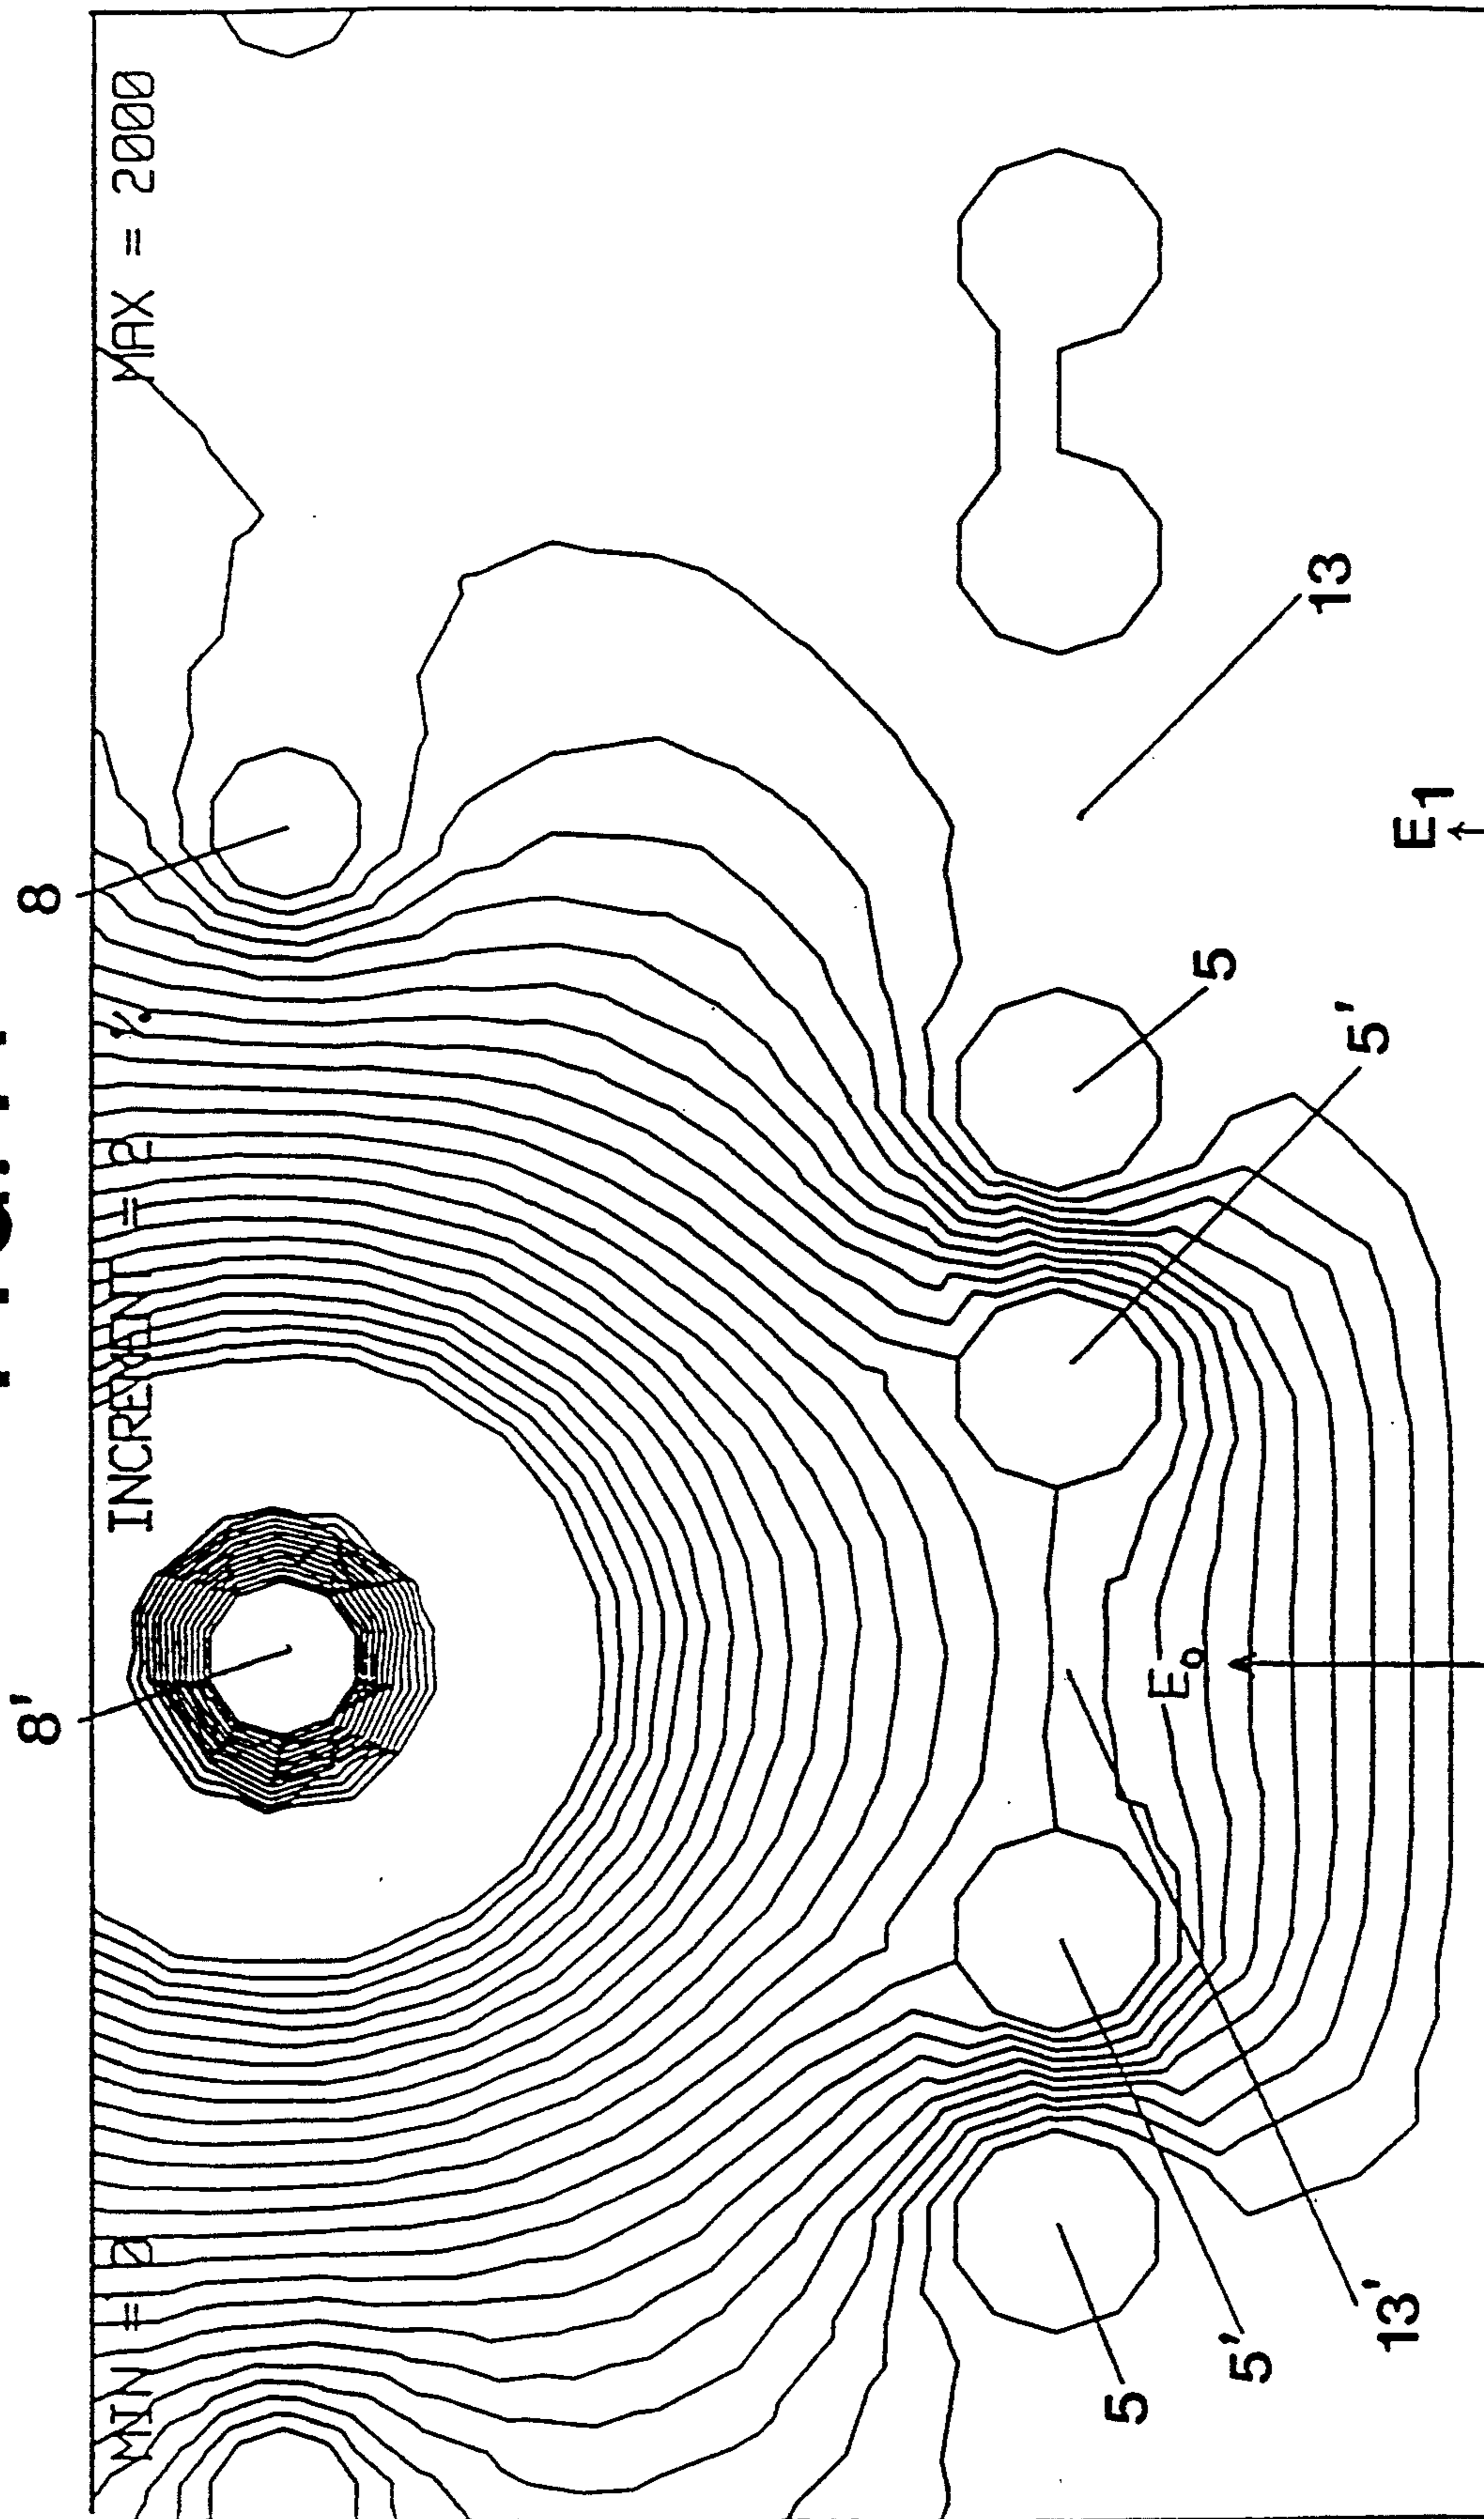 8' 8
MIN = 0 INCREMENT = 2 % MAX = 2000
5
5
E0
5'
5'
13
13'
E1